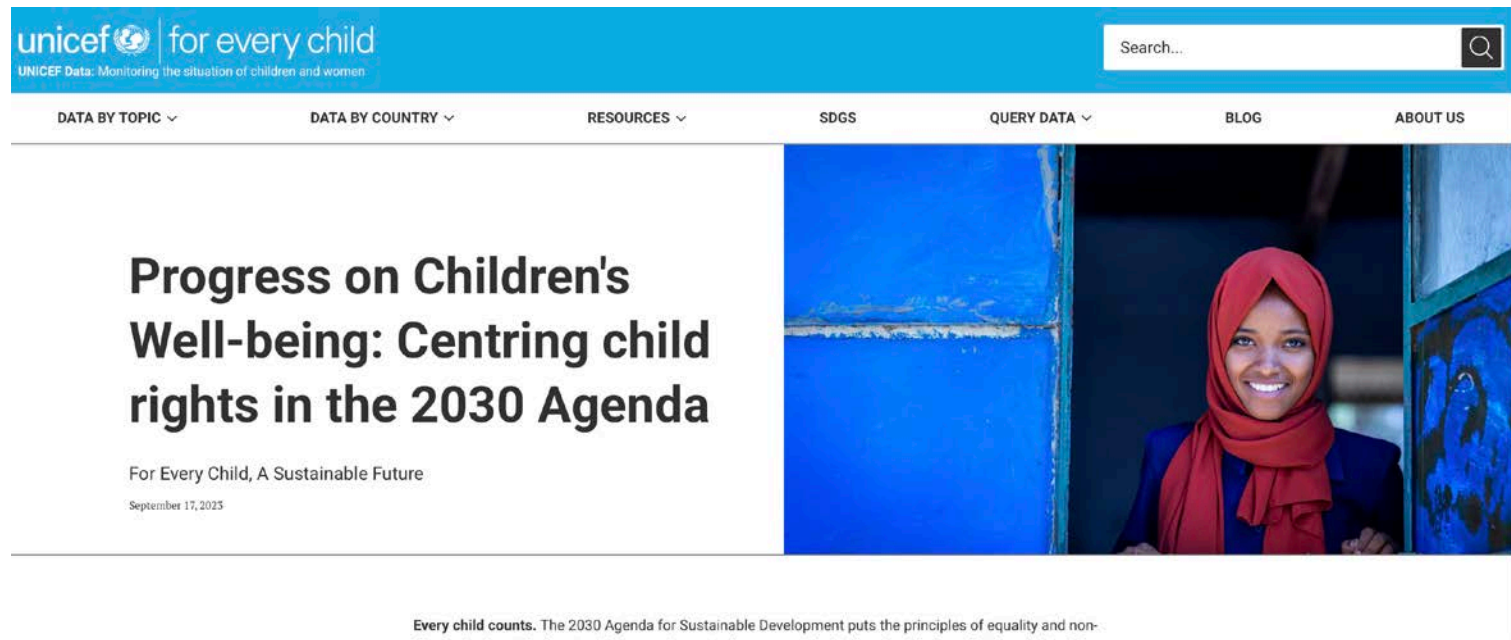 unicef for every child
UNICEF Data: Monitoring the situation of children and women
Search...
DATA BY TOPIC DATA BY COUNTRY RESOURCES SDGS QUERY DATA BLOG ABOUT US
Progress on Children's
Well-being: Centring child
rights in the 2030 Agenda
For Every Child, A Sustainable Future
September 17, 2023
Every child counts. The 2030 Agenda for Sustainable Development puts the principles of equality and non-